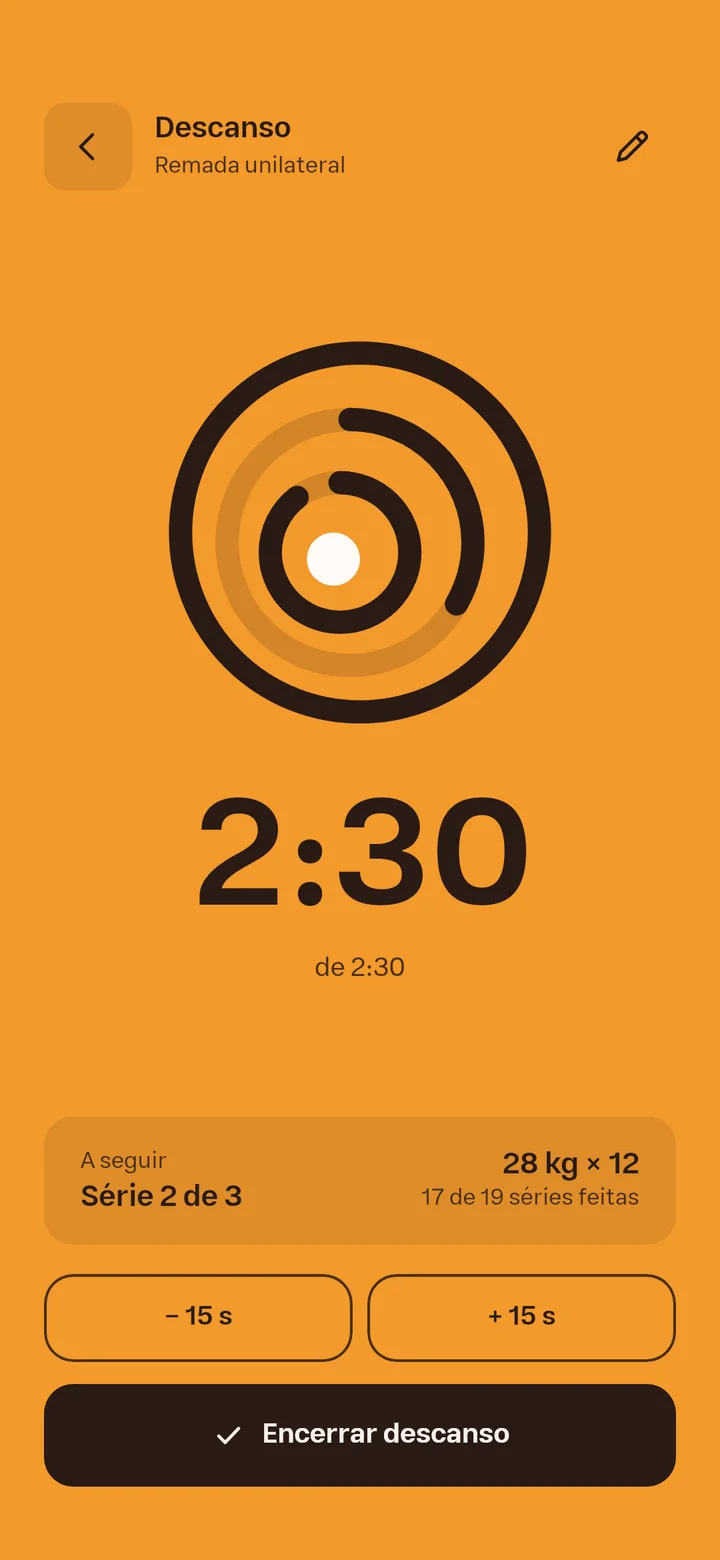 Descanso
Remada unilateral
2:30
de 2:30
A seguir
Série 2 de 3
28 kg × 12
17 de 19 séries feitas
− 15 s
+ 15 s
Encerrar descanso